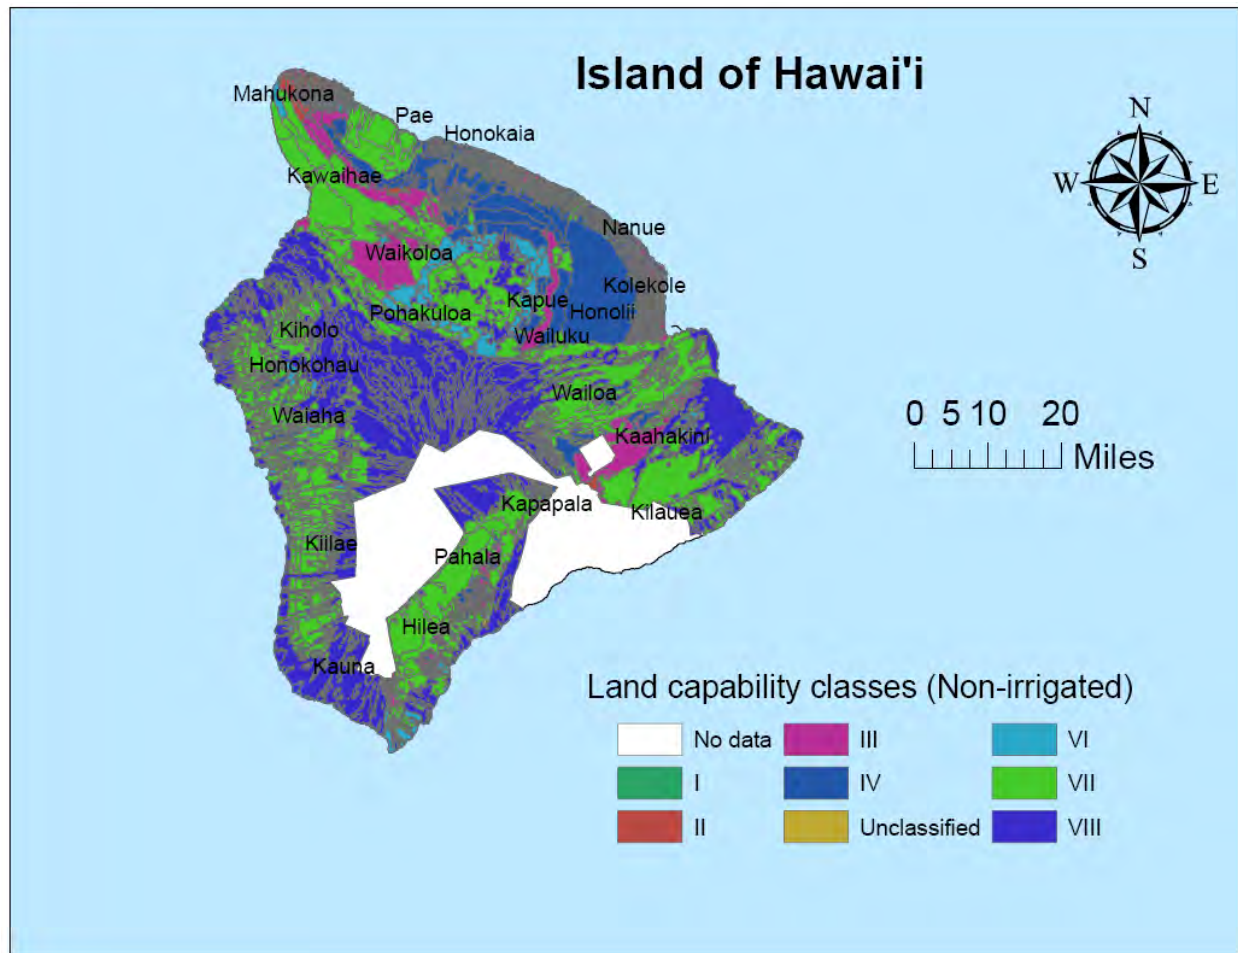 Island of Hawai'i
N
W E
S
Mahukona
Pae
Honokaia
Kawaihae
Nanue
Waikoloa
Kolekole
Kapue
Honolii
Pohakuloa
Wailuku
Kiholo
Honokohau
Wailoa
Waiaha
Kaahakini
Kapapala
Kilauea
Kiilae
Pahala
Hilea
Kauna
0 5 10 20
Miles
Land capability classes (Non-irrigated)
No data III VI
I IV VII
II Unclassified VIII